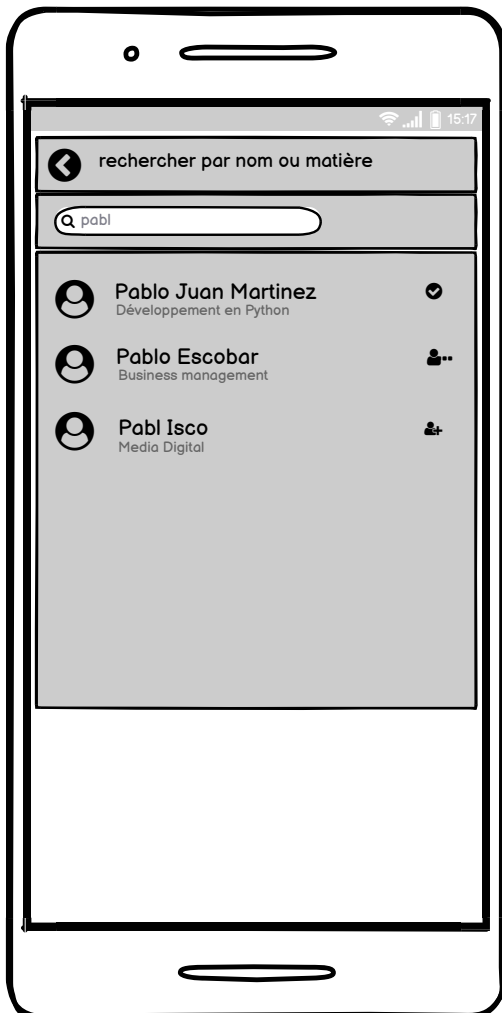 15:17
rechercher par nom ou matière
pabl
Pablo Juan Martinez
Développement en Python
Pablo Escobar
Business management
Pabl Isco
Media Digital